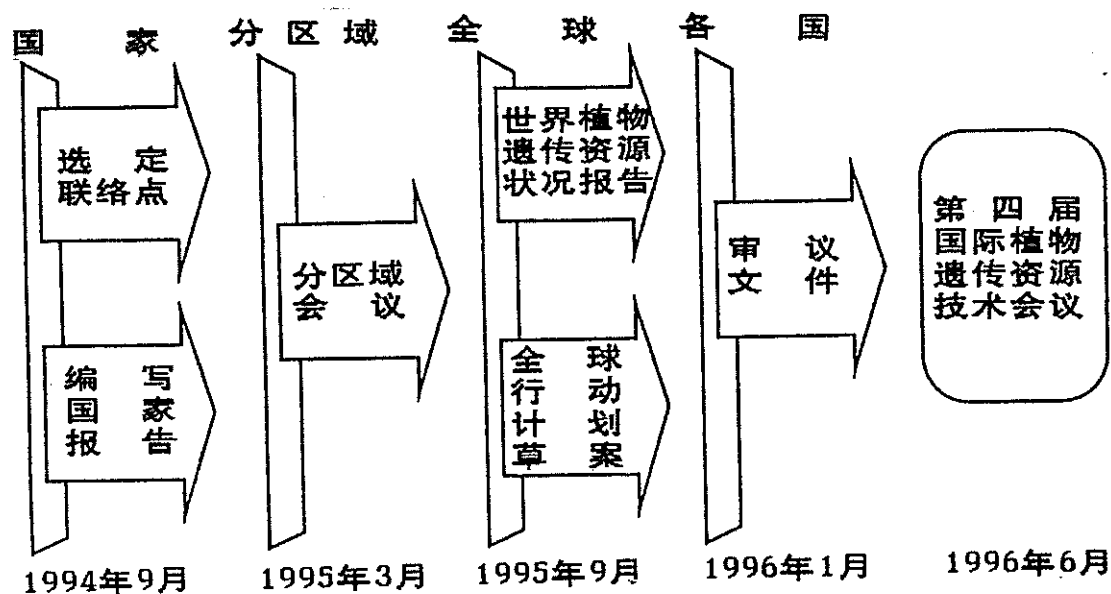 国家
分区域
全球
各国
选定
联络点
编写
国家
报告
分区域
会议
世界植物
遗传资源
状况报告
全球
行动
计划
草案
审议
文件
第四届
国际植物
遗传资源
技术会议
1994年9月
1995年3月
1995年9月
1996年1月
1996年6月